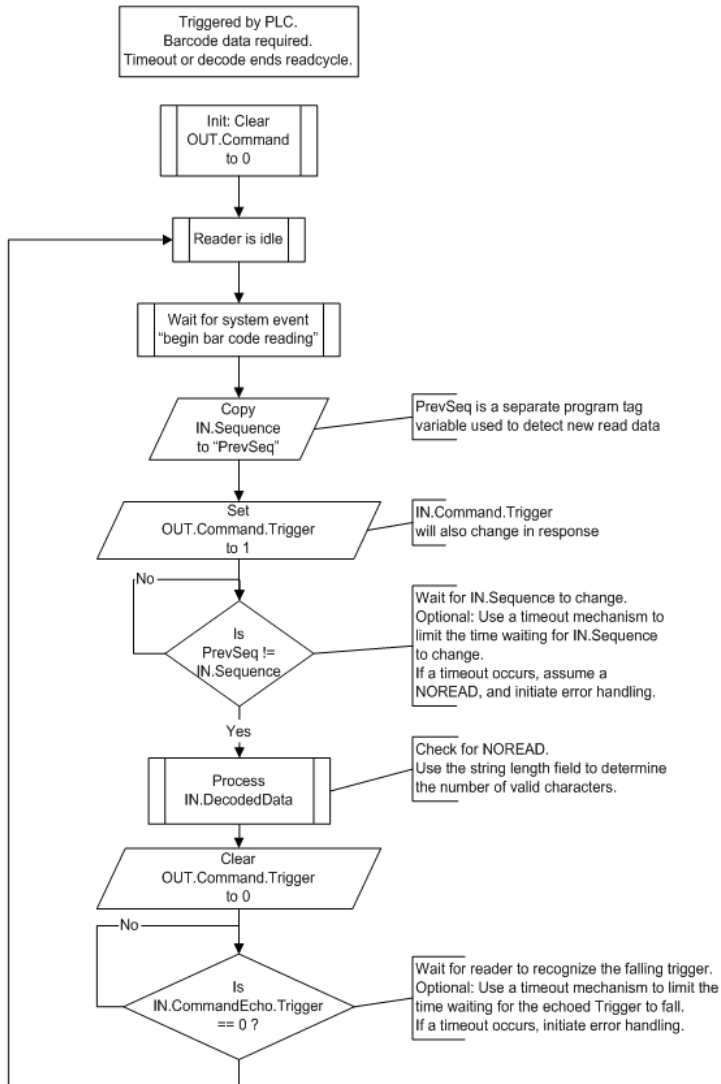 Triggered by PLC.
Barcode data required.
Timeout or decode ends readcycle.
Init: Clear
OUT.Command
to 0
Reader is idle
Wait for system event
“begin bar code reading”
Copy
IN.Sequence
to “PrevSeq”
PrevSeq is a separate program tag
variable used to detect new read data
Set
OUT.Command.Trigger
to 1
IN.Command.Trigger
will also change in response
No
Is
PrevSeq !=
IN.Sequence
Wait for IN.Sequence to change.
Optional: Use a timeout mechanism to
limit the time waiting for IN.Sequence
to change.
If a timeout occurs, assume a
NOREAD, and initiate error handling.
Yes
Process
IN.DecodedData
Check for NOREAD.
Use the string length field to determine
the number of valid characters.
Clear
OUT.Command.Trigger
to 0
No
Is
IN.CommandEcho.Trigger
== 0 ?
Wait for reader to recognize the falling trigger.
Optional: Use a timeout mechanism to limit the
time waiting for the echoed Trigger to fall.
If a timeout occurs, initiate error handling.